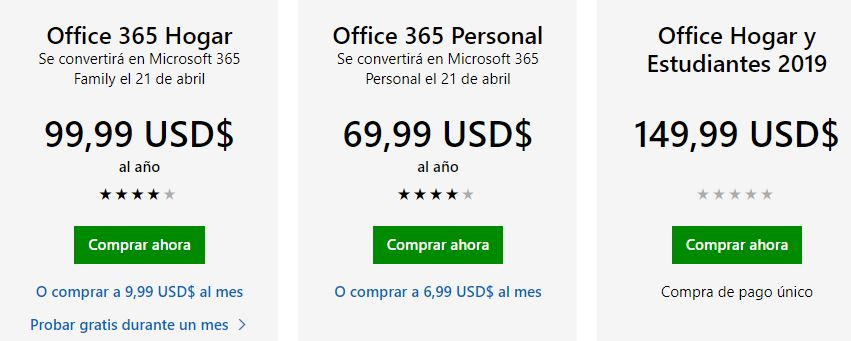 Office 365 Hogar
Se convertirá en Microsoft 365
Family el 21 de abril
99,99 USD$
al año
Comprar ahora
O comprar a 9,99 USD$ al mes
Probar gratis durante un mes
Office 365 Personal
Se convertirá en Microsoft 365
Personal el 21 de abril
69,99 USD$
al año
Comprar ahora
O comprar a 6,99 USD$ al mes
Office Hogar y
Estudiantes 2019
149,99 USD$
Comprar ahora
Compra de pago único